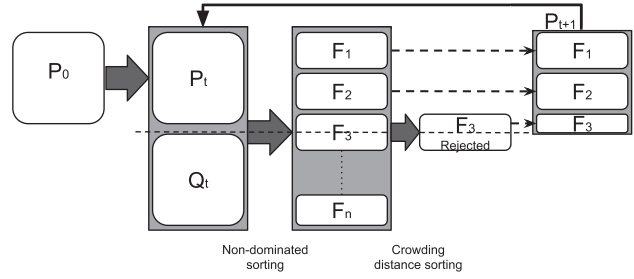 P0
Pt
Qt
F1
F2
F3
Fn
F3
Rejected
Pt+1
F1
F2
F3
Non-dominated
sorting
Crowding
distance sorting